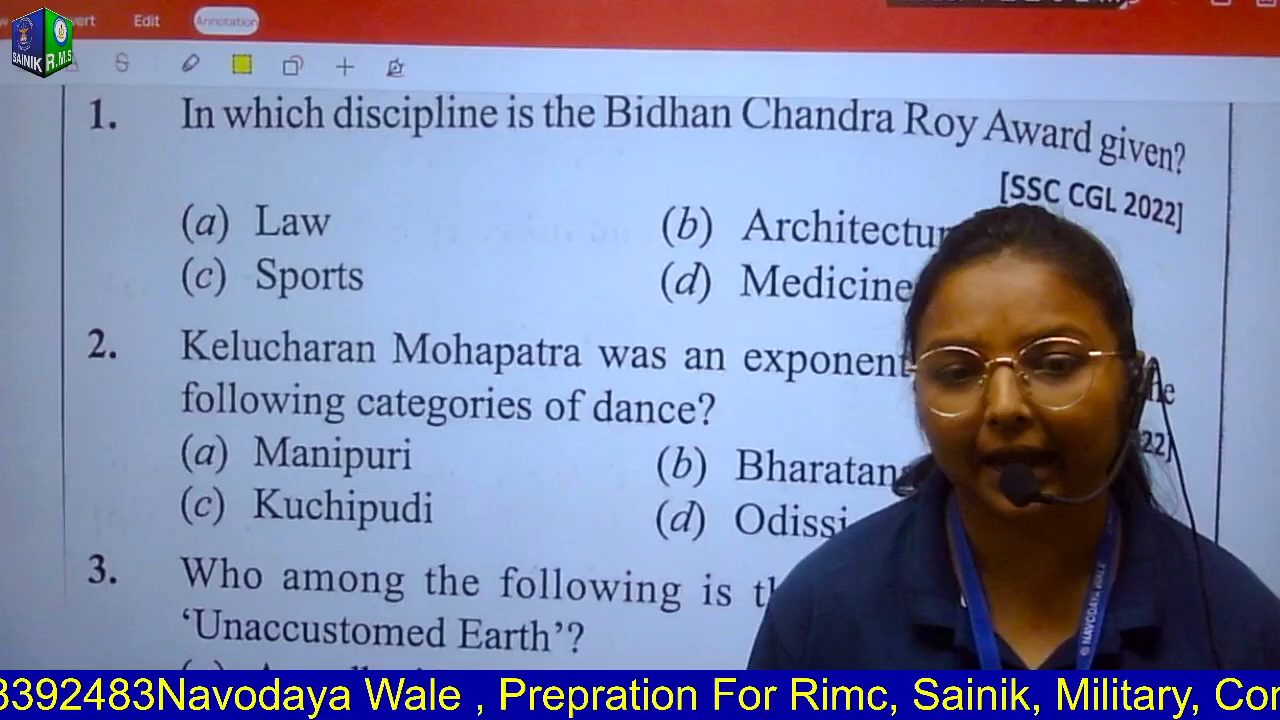 Edit
Annotation
SAINIK R.M.S
1. In which discipline is the Bidhan Chandra Roy Award given?
[SSC CGL 2022]
(a) Law (b) Architectu
(c) Sports (d) Medicine
2. Kelucharan Mohapatra was an exponent
following categories of dance?
22]
(a) Manipuri (b) Bharatan
(c) Kuchipudi (d) Odissi
3. Who among the following is
'Unaccustomed Earth'?
3392483Navodaya Wale , Prepration For Rimc, Sainik, Military, Cor